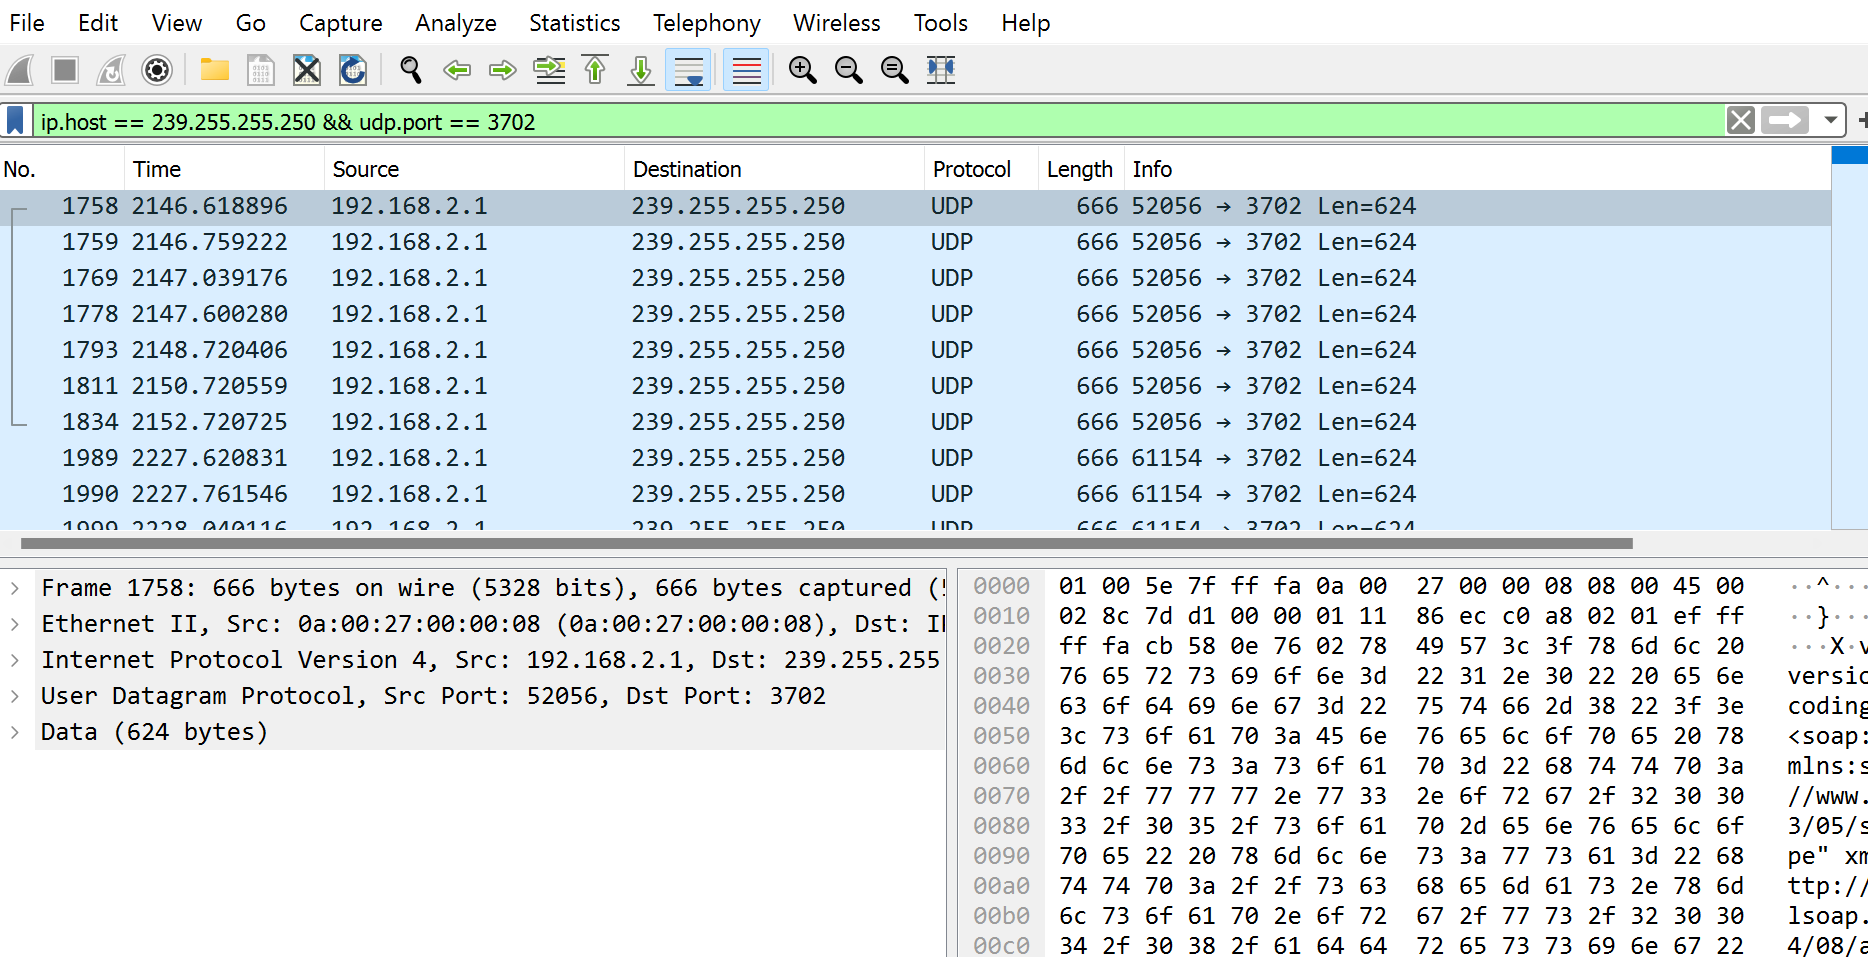 File Edit View Go Capture Analyze Statistics Telephony Wireless Tools Help
ip.host == 239.255.255.250 && udp.port == 3702
No. Time Source Destination Protocol Length Info
1758 2146.618896 192.168.2.1 239.255.255.250 UDP 666 52056 → 3702 Len=624
1759 2146.759222 192.168.2.1 239.255.255.250 UDP 666 52056 → 3702 Len=624
1769 2147.039176 192.168.2.1 239.255.255.250 UDP 666 52056 → 3702 Len=624
1778 2147.600280 192.168.2.1 239.255.255.250 UDP 666 52056 → 3702 Len=624
1793 2148.720406 192.168.2.1 239.255.255.250 UDP 666 52056 → 3702 Len=624
1811 2150.720559 192.168.2.1 239.255.255.250 UDP 666 52056 → 3702 Len=624
1834 2152.720725 192.168.2.1 239.255.255.250 UDP 666 52056 → 3702 Len=624
1989 2227.620831 192.168.2.1 239.255.255.250 UDP 666 61154 → 3702 Len=624
1990 2227.761546 192.168.2.1 239.255.255.250 UDP 666 61154 → 3702 Len=624
1999 2228.040116 192.168.2.1 239.255.255.250 UDP 666 61154 → 3702 Len=624
Frame 1758: 666 bytes on wire (5328 bits), 666 bytes captured (5
Ethernet II, Src: 0a:00:27:00:00:08 (0a:00:27:00:00:08), Dst: I
Internet Protocol Version 4, Src: 192.168.2.1, Dst: 239.255.255
User Datagram Protocol, Src Port: 52056, Dst Port: 3702
Data (624 bytes)
0000 01 00 5e 7f ff fa 0a 00 27 00 00 08 08 00 45 00 ··^···
0010 02 8c 7d d1 00 00 01 11 86 ec c0 a8 02 01 ef ff ··}···
0020 ff fa cb 58 0e 76 02 78 49 57 3c 3f 78 6d 6c 20 ···X·v
0030 76 65 72 73 69 6f 6e 3d 22 31 2e 30 22 20 65 6e versio
0040 63 6f 64 69 6e 67 3d 22 75 74 66 2d 38 22 3f 3e coding
0050 3c 73 6f 61 70 3a 45 6e 76 65 6c 6f 70 65 20 78 <soap:
0060 6d 6c 6e 73 3a 73 6f 61 70 3d 22 68 74 74 70 3a mlns:s
0070 2f 2f 77 77 77 2e 77 33 2e 6f 72 67 2f 32 30 30 //www.
0080 33 2f 30 35 2f 73 6f 61 70 2d 65 6e 76 65 6c 6f 3/05/s
0090 70 65 22 20 78 6d 6c 6e 73 3a 77 73 61 3d 22 68 pe" xm
00a0 74 74 70 3a 2f 2f 73 63 68 65 6d 61 73 2e 78 6d ttp://
00b0 6c 73 6f 61 70 2e 6f 72 67 2f 77 73 2f 32 30 30 lsoap.
00c0 34 2f 30 38 2f 61 64 64 72 65 73 73 69 6e 67 22 4/08/a